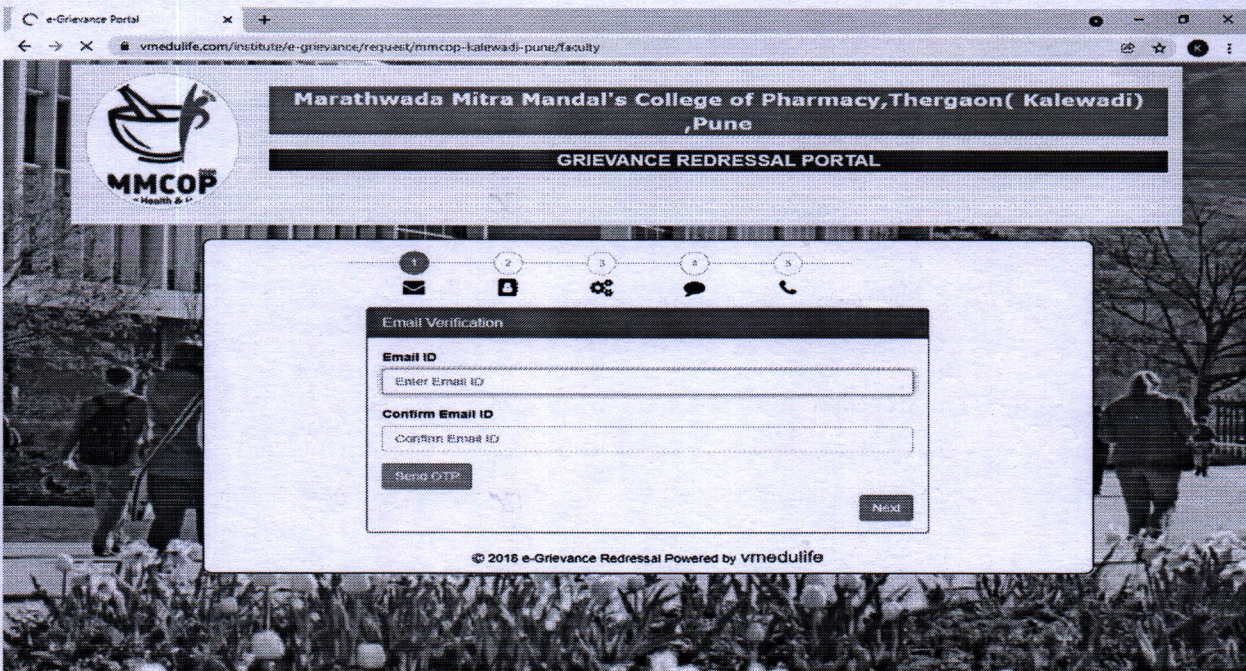 e-Grievance Portal
vmedulife.com/institute/e-grievance/request/mmcop-kalewadi-pune/faculty
K
Marathwada Mitra Mandal's College of Pharmacy,Thergaon( Kalewadi)
,Pune
GRIEVANCE REDRESSAL PORTAL
MMCOP
Health &
1 2 3 4 5
Email Verification
Email ID
Enter Email ID
Confirm Email ID
Confirm Email ID
Send OTP
Next
© 2018 e-Grievance Redressal Powered by vmedulife